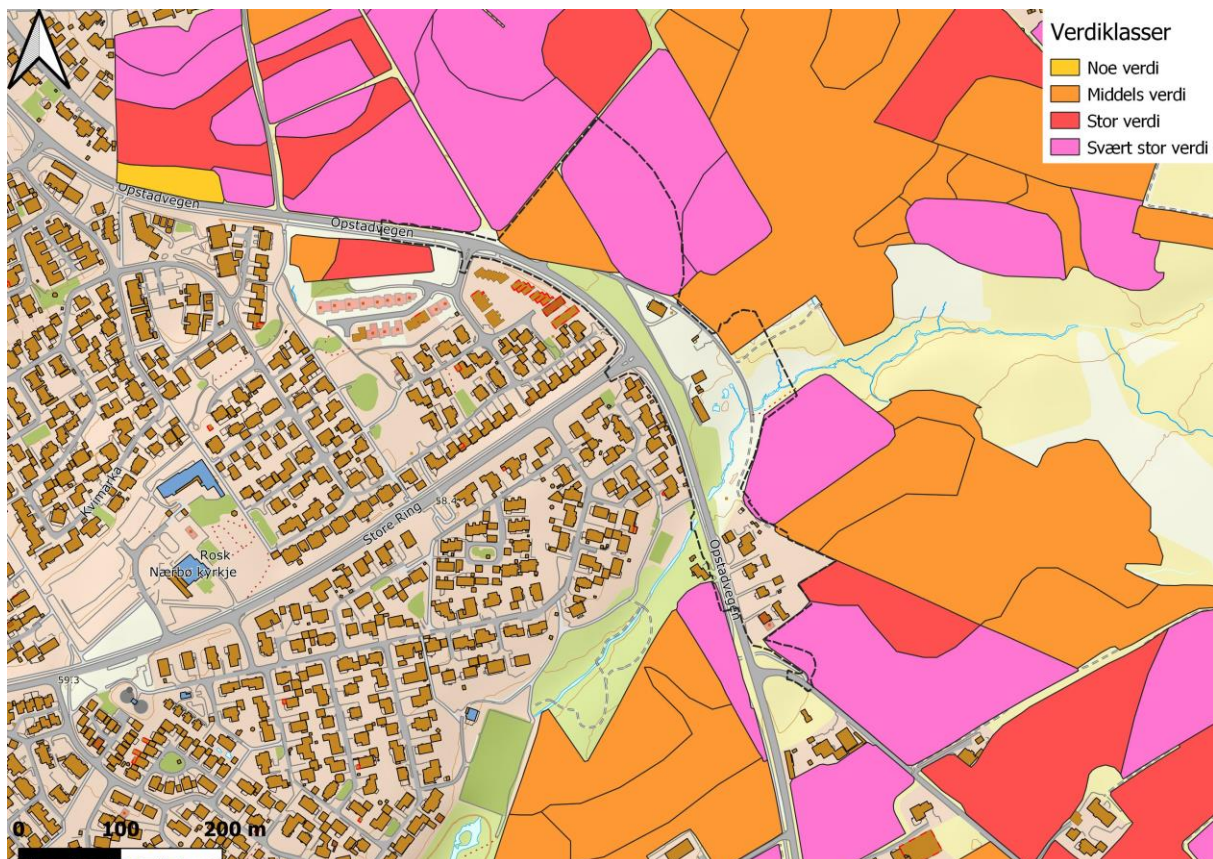 Verdiklasser
Noe verdi
Middels verdi
Stor verdi
Svært stor verdi
Opstadvegen
Opstadvegen
Kvimarka
Store Ring
58.4
Rosk
Nærbø kyrkje
Opstadvegen
59.3
0 100 200 m